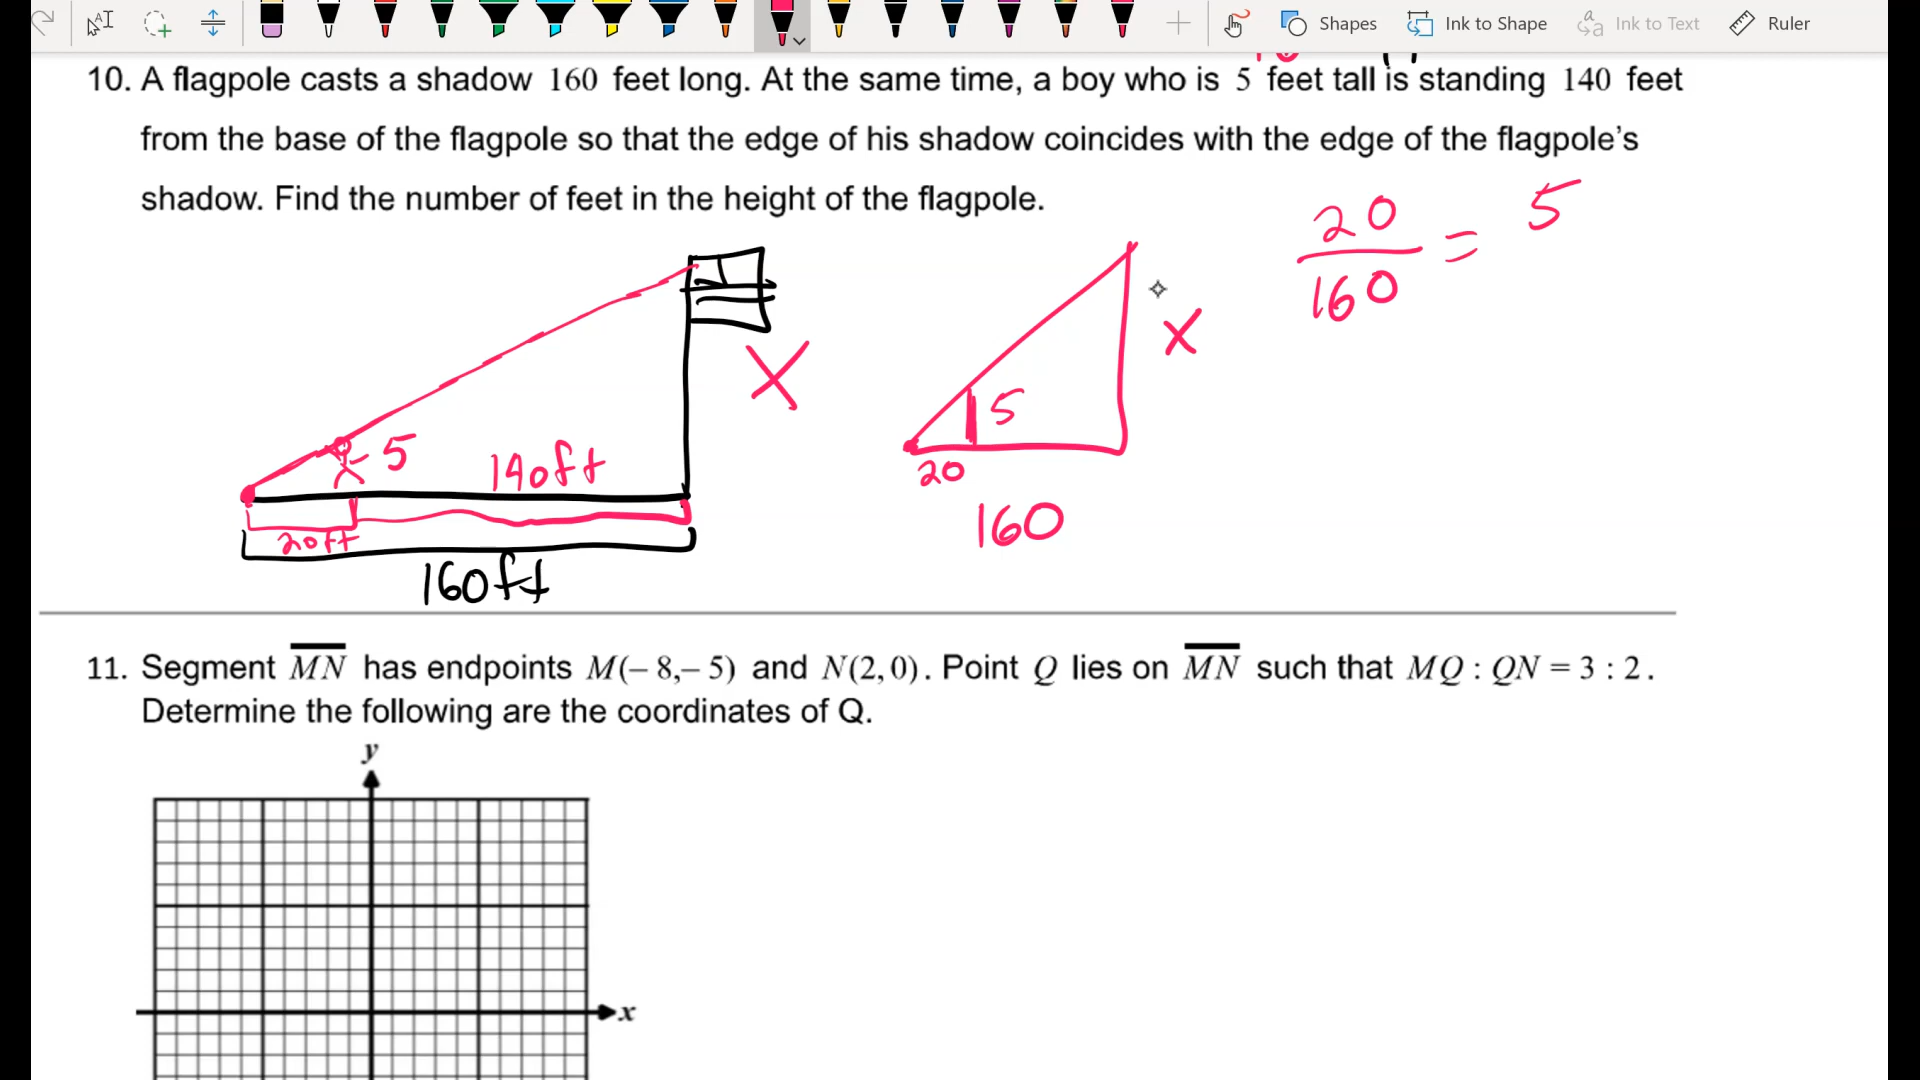 Shapes Ink to Shape Ink to Text Ruler
10. A flagpole casts a shadow 160 feet long. At the same time, a boy who is 5 feet tall is standing 140 feet
from the base of the flagpole so that the edge of his shadow coincides with the edge of the flagpole's
shadow. Find the number of feet in the height of the flagpole.
20/160 = 5
X
X
5
5
140ft
20
20ft
160
160ft
11. Segment MN has endpoints M(– 8,– 5) and N(2,0). Point Q lies on MN such that MQ : QN = 3 : 2.
Determine the following are the coordinates of Q.
y
x